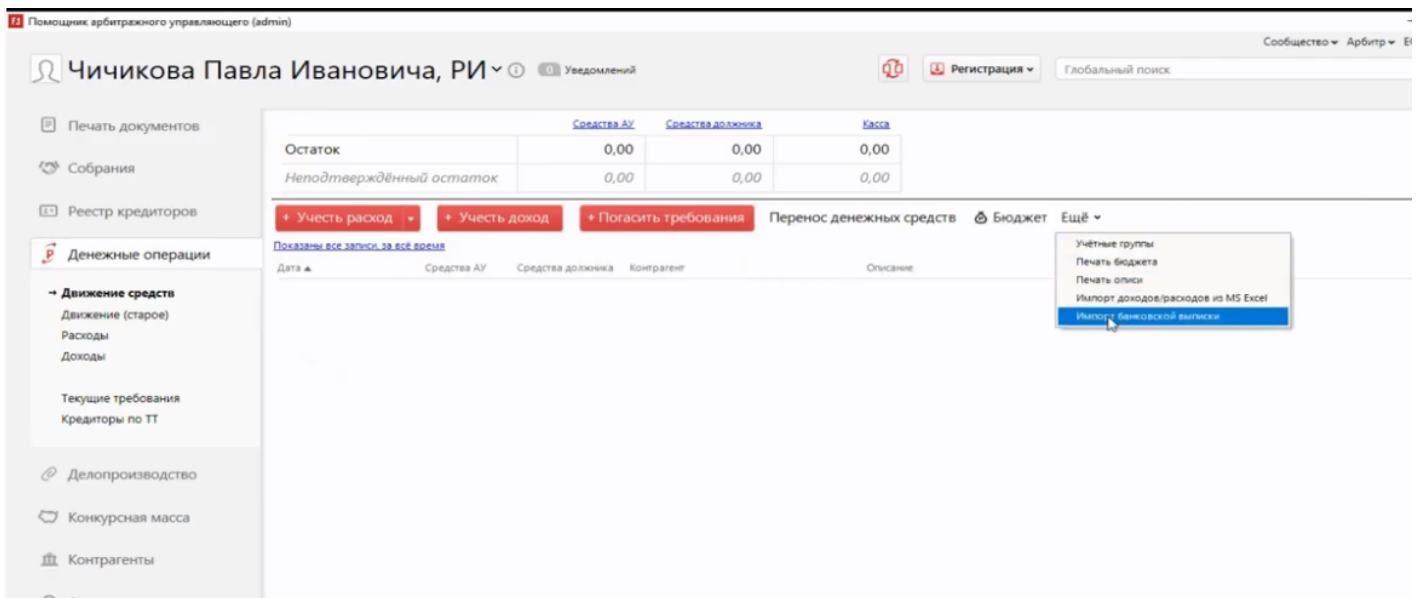 Помощник арбитражного управляющего (admin)
Сообщество Арбитр
Чичикова Павла Ивановича, РИ 0 Уведомлений Регистрация Глобальный поиск
Печать документов
Собрания
Реестр кредиторов
Денежные операции
→ Движение средств
Движение (старое)
Расходы
Доходы
Текущие требования
Кредиторы по ТТ
Делопроизводство
Конкурсная масса
Контрагенты
Средства АУ Средства должника Касса
Остаток 0,00 0,00 0,00
Неподтверждённый остаток 0,00 0,00 0,00
+ Учесть расход + Учесть доход + Погасить требования Перенос денежных средств Бюджет Ещё
Показаны все записи, за всё время
Дата Средства АУ Средства должника Контрагент Описание
Учётные группы
Печать бюджета
Печать описи
Импорт доходов/расходов из MS Excel
Импорт банковской выписки